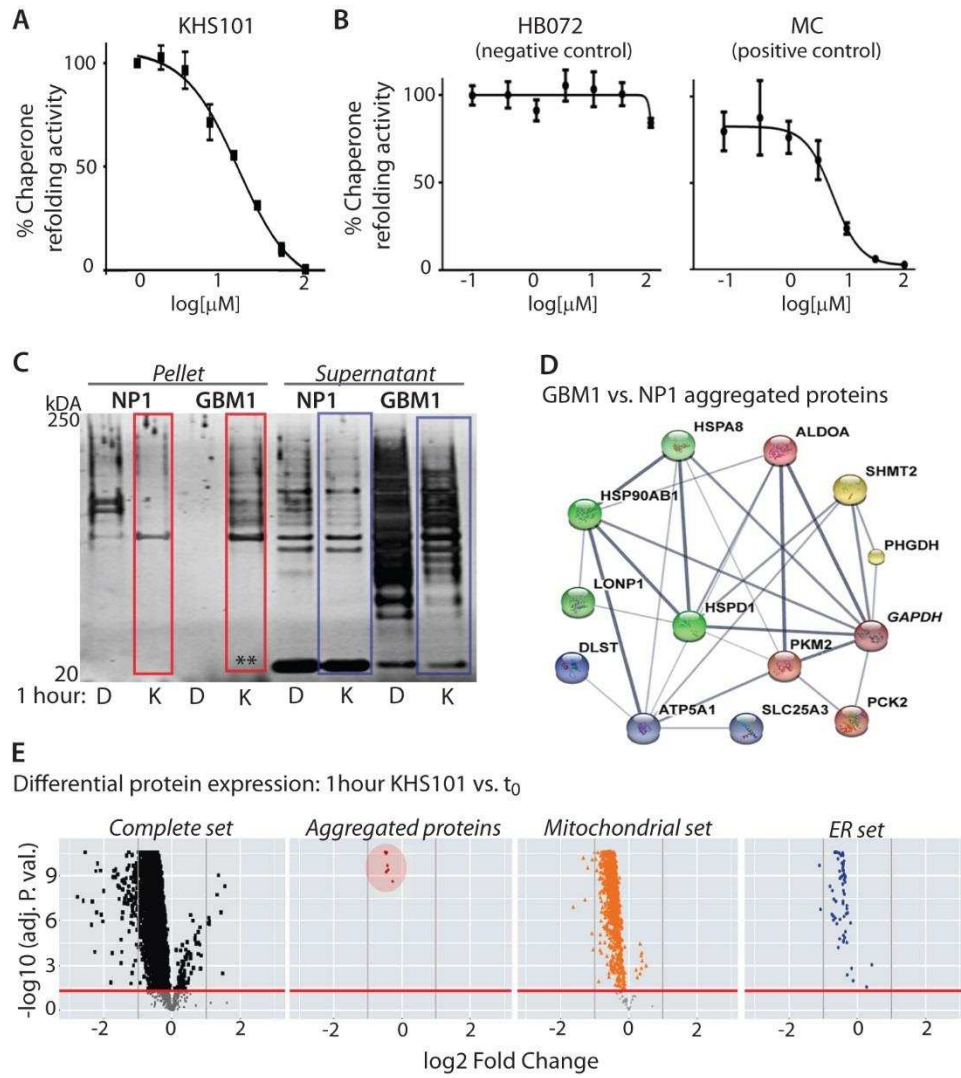 A
KHS101
% Chaperone
refolding activity
100
50
0
0
1
2
log[µM]
B
HB072
(negative control)
MC
(positive control)
% Chaperone
refolding activity
100
50
0
-1
0
1
2
-1
0
1
2
log[µM]
C
Pellet
Supernatant
kDA
NP1
GBM1
NP1
GBM1
250
20
**
1 hour: D K D K D K D K
D
GBM1 vs. NP1 aggregated proteins
HSPA8
ALDOA
SHMT2
HSP90AB1
PHGDH
LONP1
HSPD1
GAPDH
DLST
PKM2
ATP5A1
SLC25A3
PCK2
E
Differential protein expression: 1hour KHS101 vs. t0
Complete set
Aggregated proteins
Mitochondrial set
ER set
-log10 (adj. P. val.)
9
6
3
0
-2 0 2
-2 0 2
-2 0 2
-2 0 2
log2 Fold Change